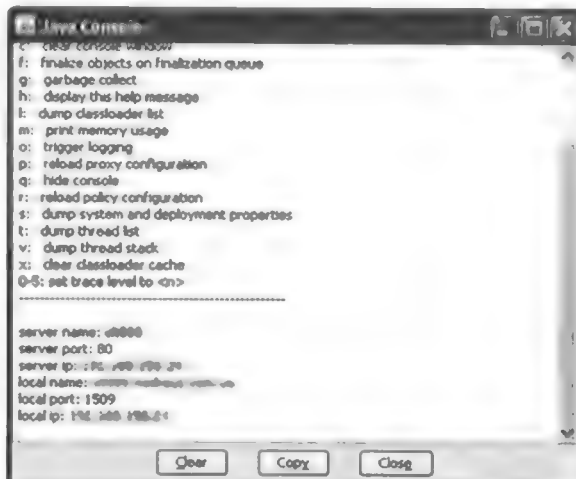 Java Console
c: clear console window
f: finalize objects on finalization queue
g: garbage collect
h: display this help message
l: dump classloader list
m: print memory usage
o: trigger logging
p: reload proxy configuration
q: hide console
r: reload policy configuration
s: dump system and deployment properties
t: dump thread list
v: dump thread stack
x: clear classloader cache
0-5: set trace level to <n>
----------------------------------------------------
server name:
server port: 80
server ip:
local name:
local port: 1509
local ip:
Clear Copy Close